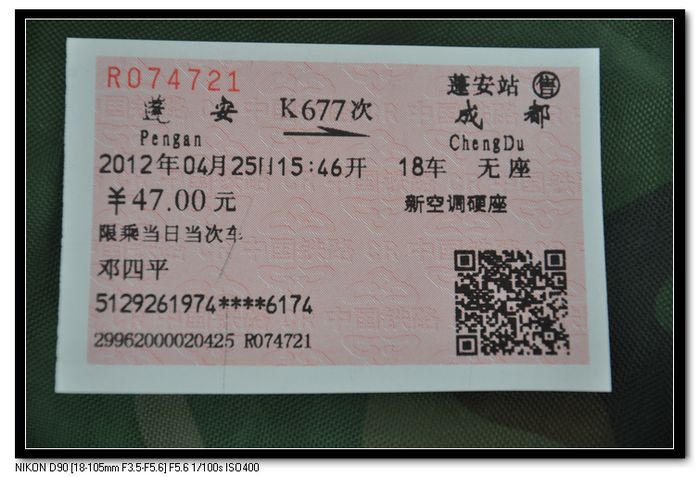 R074721
蓬安站 售
蓬安 K677次 成都
Pengan ChengDu
2012年04月25日15:46开 18车 无座
￥47.00元 新空调硬座
限乘当日当次车
邓四平
5129261974****6174
29962000020425 R074721
NIKON D90 [18-105mm F3.5-F5.6] F5.6 1/100s ISO400